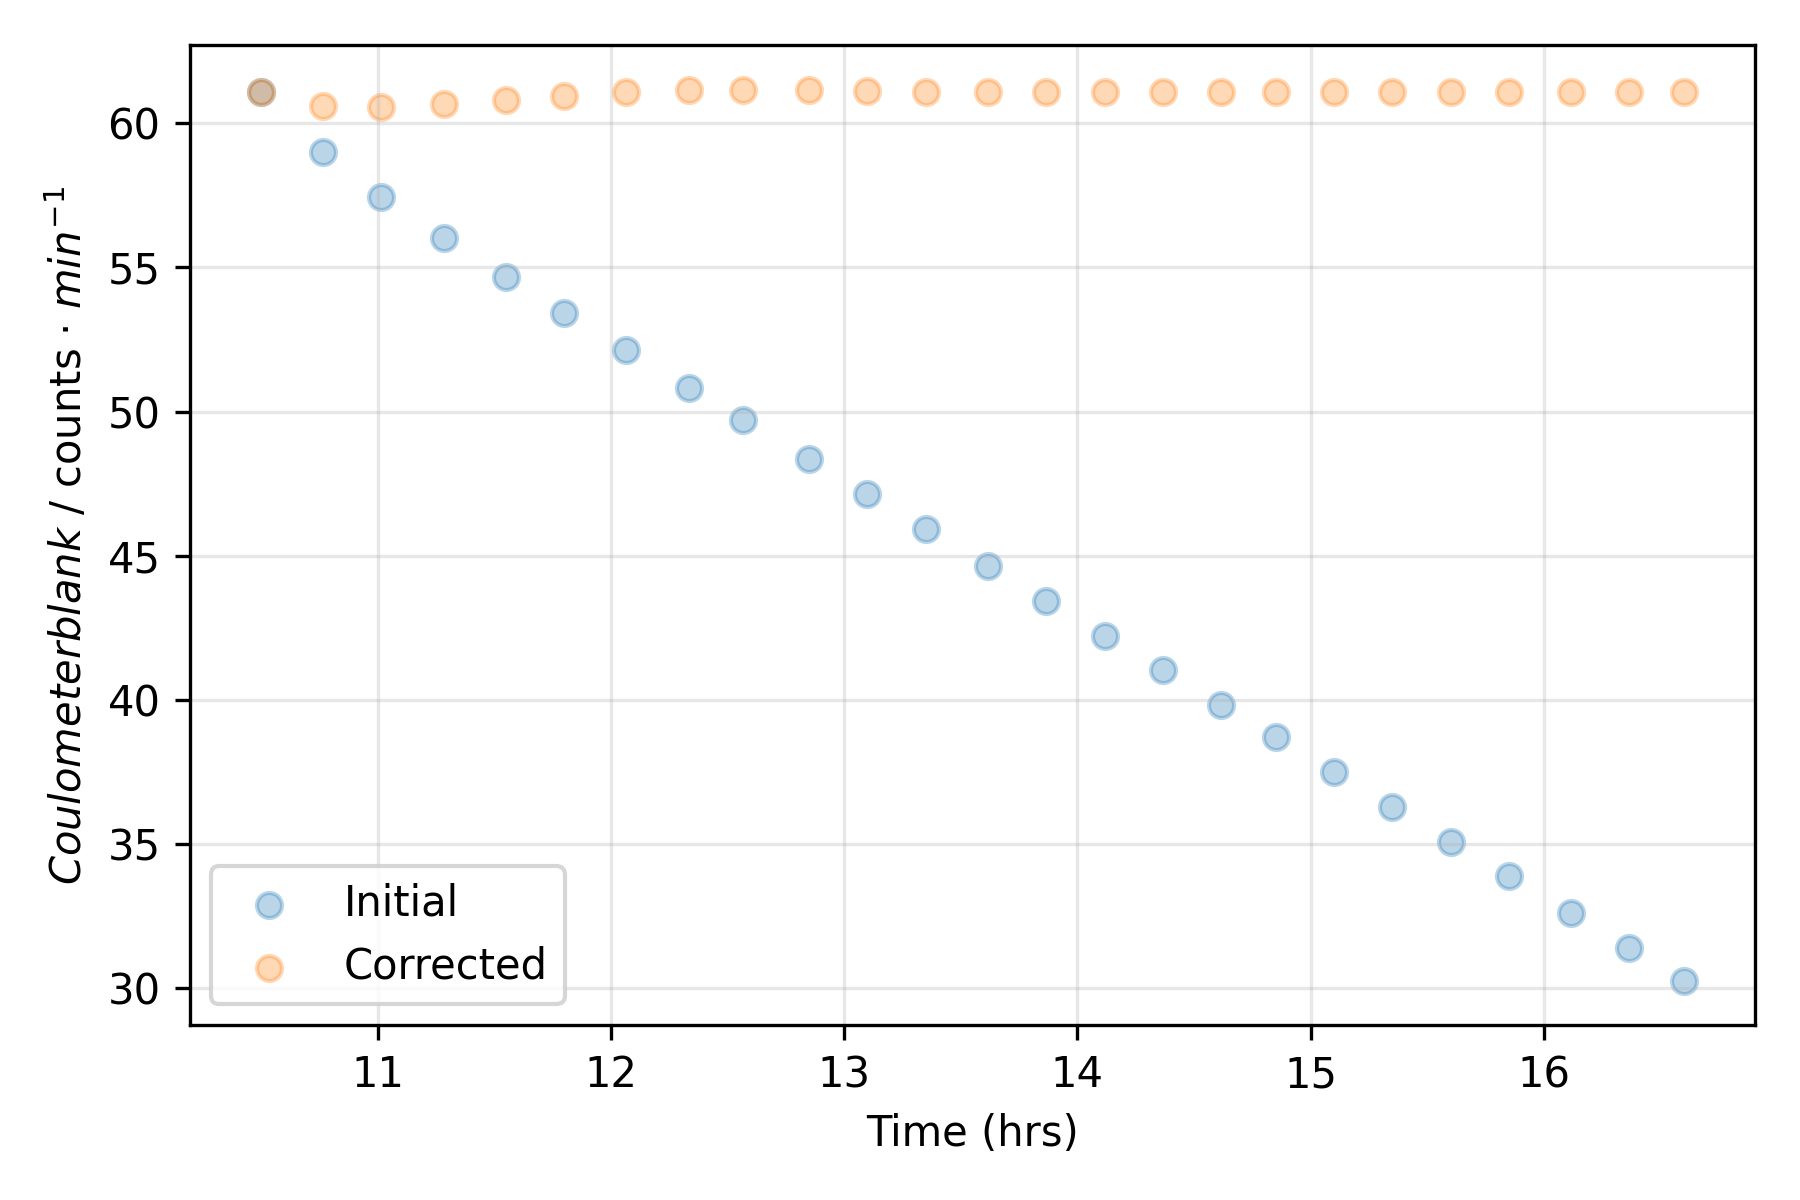 60
55
50
45
40
35
30
Coulometerblank / counts · min⁻¹
Initial
Corrected
11 12 13 14 15 16
Time (hrs)